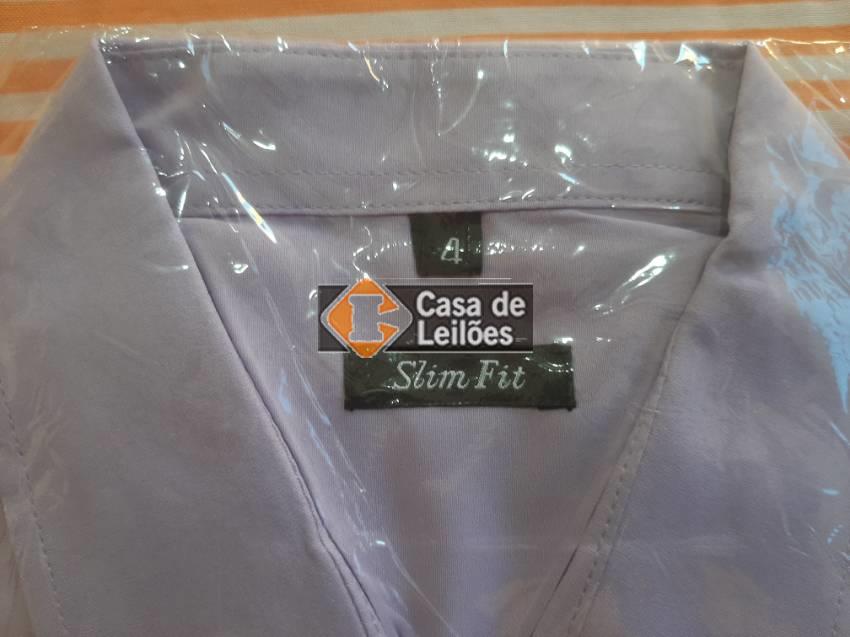 4
Casa de
Leilões
Slim Fit